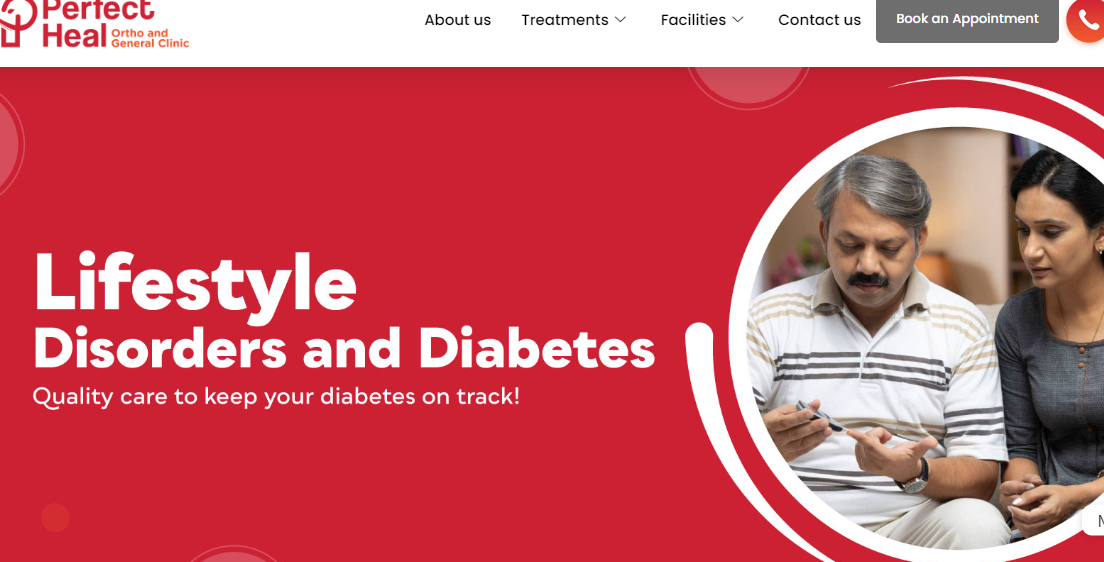 Perfect
Heal Ortho and
General Clinic
About us
Treatments
Facilities
Contact us
Book an Appointment
Lifestyle
Disorders and Diabetes
Quality care to keep your diabetes on track!